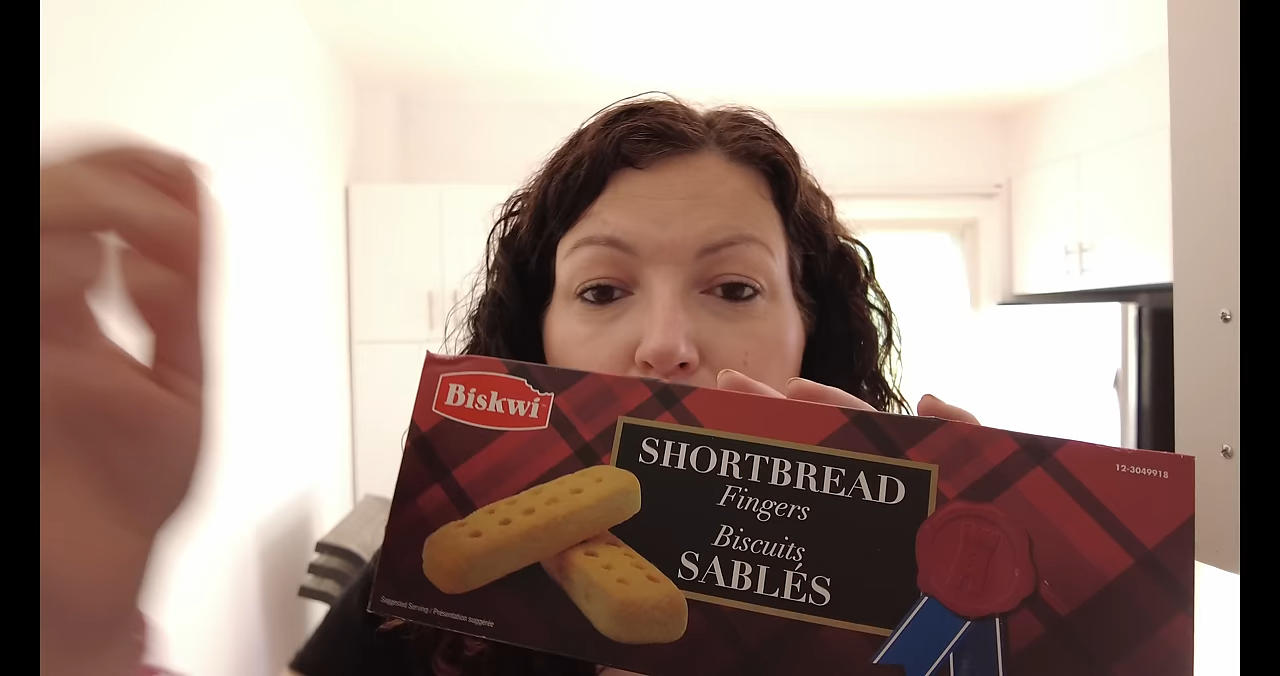 Biskwi
12-3049918
SHORTBREAD
Fingers
Biscuits
SABLÉS
Suggested Serving / Présentation suggérée